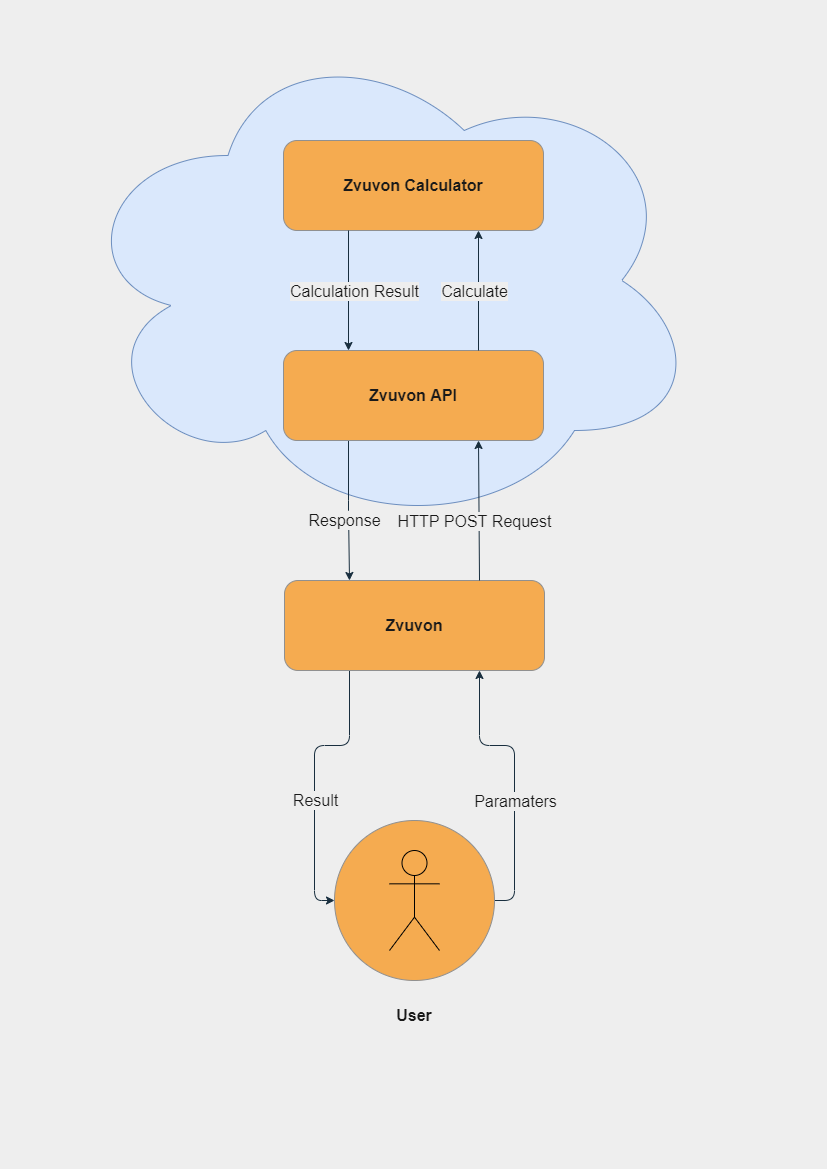 Zvuvon Calculator
Calculation Result
Calculate
Zvuvon API
Response
HTTP POST Request
Zvuvon
Result
Paramaters
User